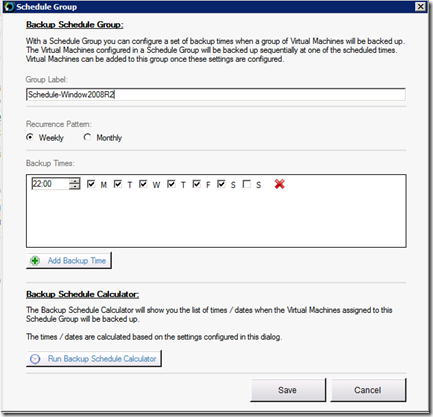 Schedule Group
Backup Schedule Group:
With a Schedule Group you can configure a set of backup times when a group of Virtual Machines will be backed up.
The Virtual Machines configured in a Schedule Group will be backed up sequentially at one of the scheduled times.
Virtual Machines can be added to this group once these settings are configured.
Group Label:
Schedule-Window2008R2
Recurrence Pattern:
Weekly Monthly
Backup Times:
22:00 M T W T F S S
Add Backup Time
Backup Schedule Calculator:
The Backup Schedule Calculator will show you the list of times / dates when the Virtual Machines assigned to this
Schedule Group will be backed up.
The times / dates are calculated based on the settings configured in this dialog.
Run Backup Schedule Calculator
Save Cancel